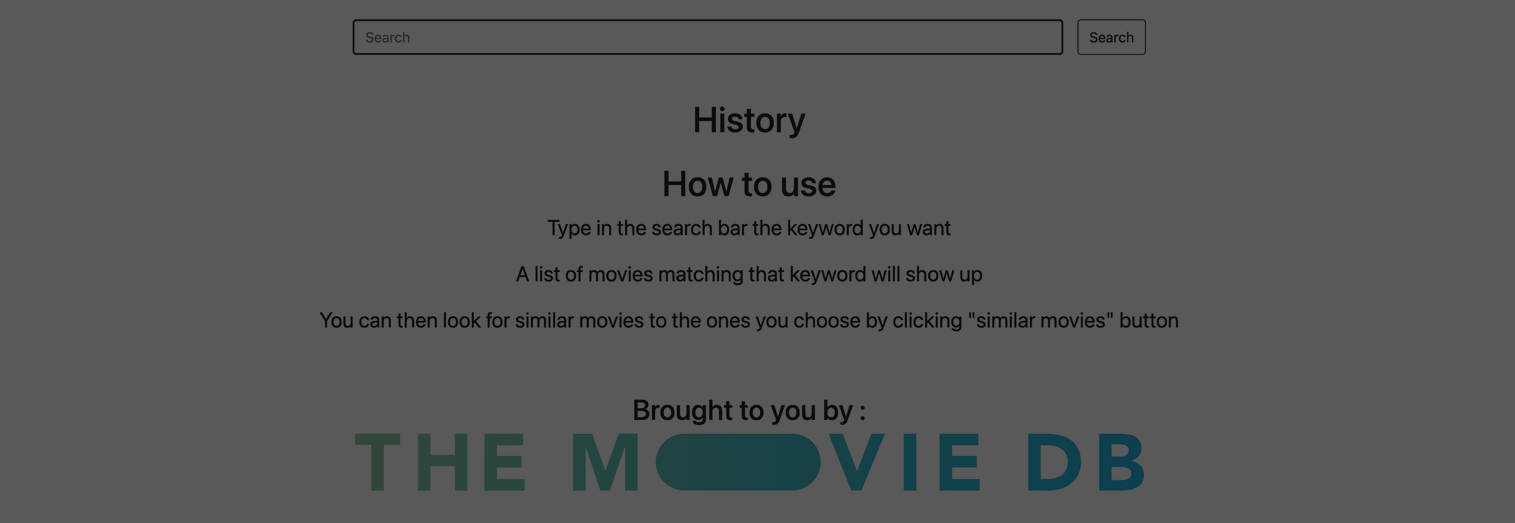 Search
Search
History
How to use
Type in the search bar the keyword you want
A list of movies matching that keyword will show up
You can then look for similar movies to the ones you choose by clicking "similar movies" button
Brought to you by :
THE MOVIE DB